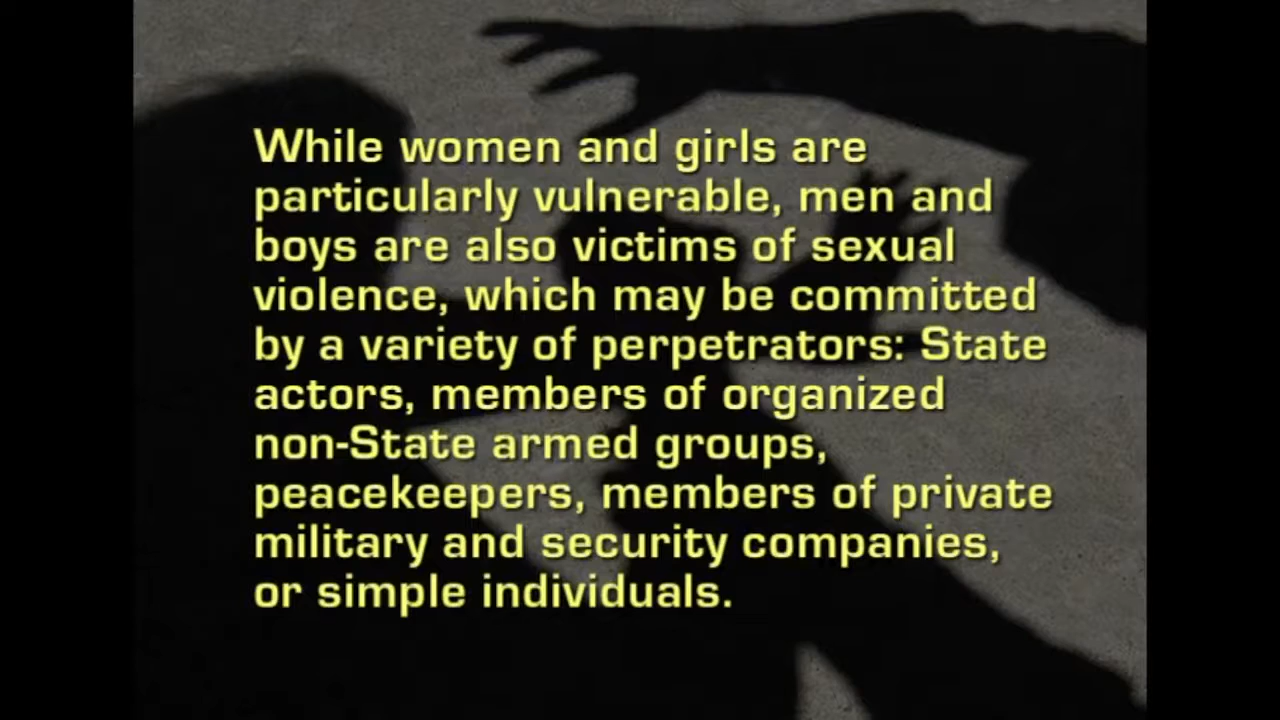 While women and girls are
particularly vulnerable, men and
boys are also victims of sexual
violence, which may be committed
by a variety of perpetrators: State
actors, members of organized
non-State armed groups,
peacekeepers, members of private
military and security companies,
or simple individuals.